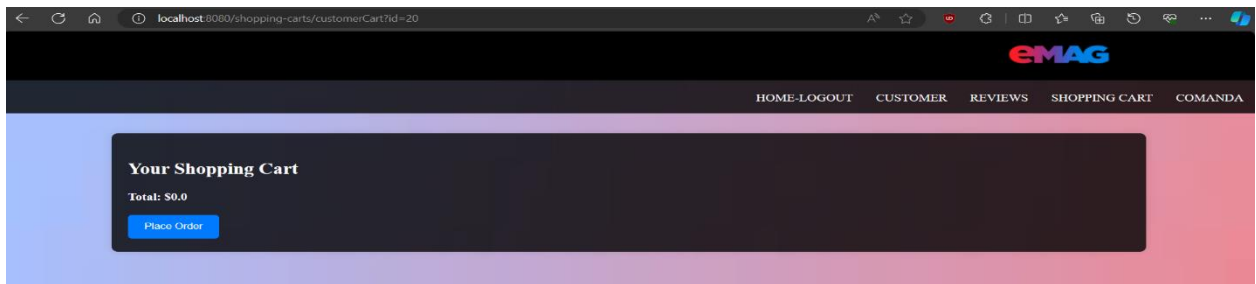 localhost:8080/shopping-carts/customerCart?id=20
eMAG
HOME-LOGOUT CUSTOMER REVIEWS SHOPPING CART COMANDA
Your Shopping Cart
Total: $0.0
Place Order